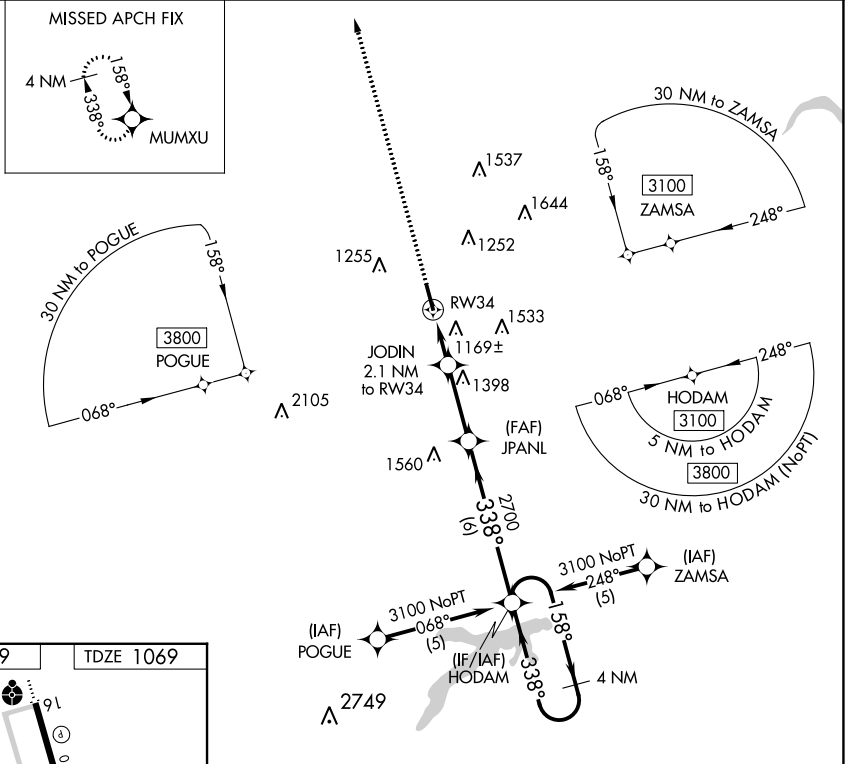 MISSED APCH FIX
4 NM
158°
338°
MUMXU
30 NM to ZAMSA
158°
3100
ZAMSA
248°
1537
1644
1252
1255
30 NM to POGUE
158°
3800
POGUE
068°
RW34
1533
1169±
JODIN
2.1 NM
to RW34
1398
2105
(FAF)
JPANL
1560
068°
248°
HODAM
3100
5 NM to HODAM
3800
30 NM to HODAM (NoPT)
2700
338°
(6)
3100 NoPT
248°
(5)
(IAF)
ZAMSA
3100 NoPT
068°
(5)
(IAF)
POGUE
(IF/IAF)
HODAM
158°
338°
4 NM
2749
9
TDZE 1069
16
P
0